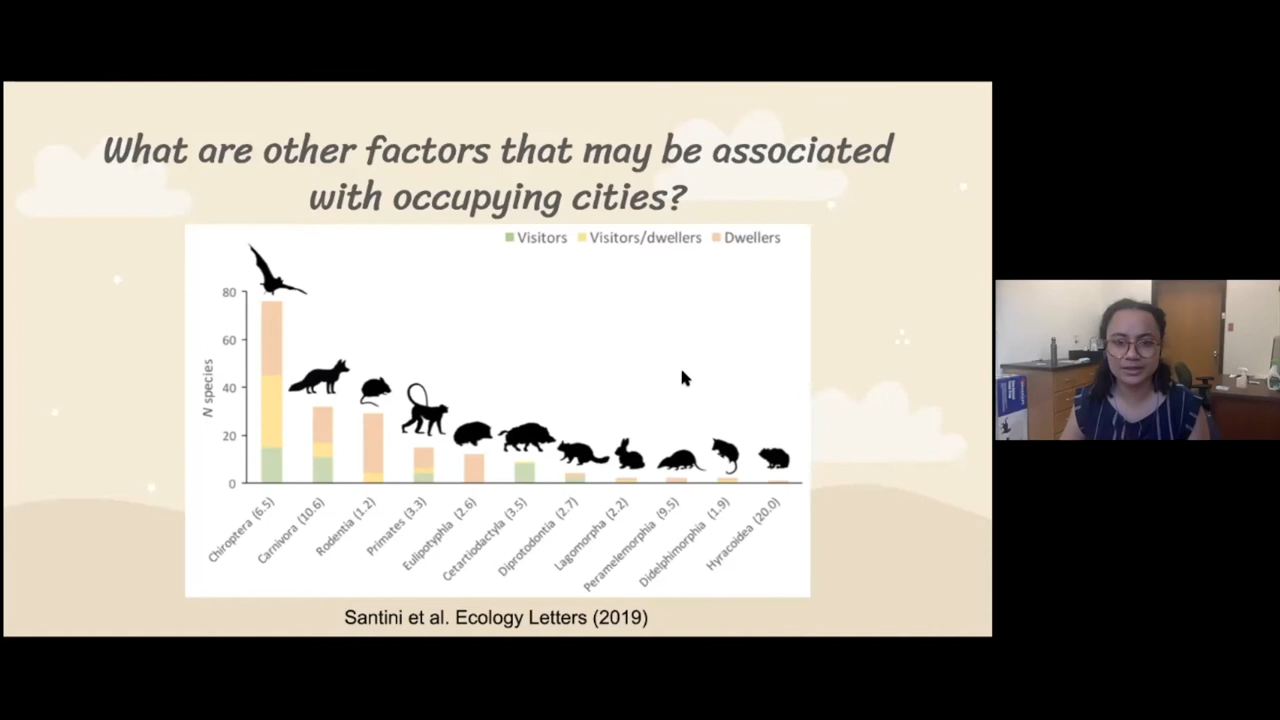 What are other factors that may be associated
with occupying cities?
Visitors
Visitors/dwellers
Dwellers
80
60
40
20
0
N species
Chiroptera (6.5)
Carnivora (10.6)
Rodentia (1.2)
Primates (3.3)
Eulipotyphla (2.6)
Cetartiodactyla (3.5)
Diprotodontia (2.7)
Lagomorpha (2.2)
Peramelemorphia (9.5)
Didelphimorphia (1.9)
Hyracoidea (20.0)
Santini et al. Ecology Letters (2019)